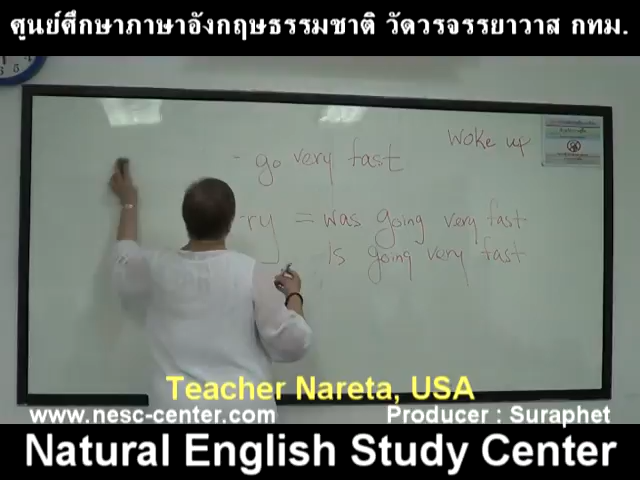 ศูนย์ศึกษาภาษาอังกฤษธรรมชาติ วัดวรจรรยาวาส กทม.
woke up
- go very fast
ry = was going very fast
Is going very fast
Teacher Nareta, USA
www.nesc-center.com
Producer : Suraphet
Natural English Study Center